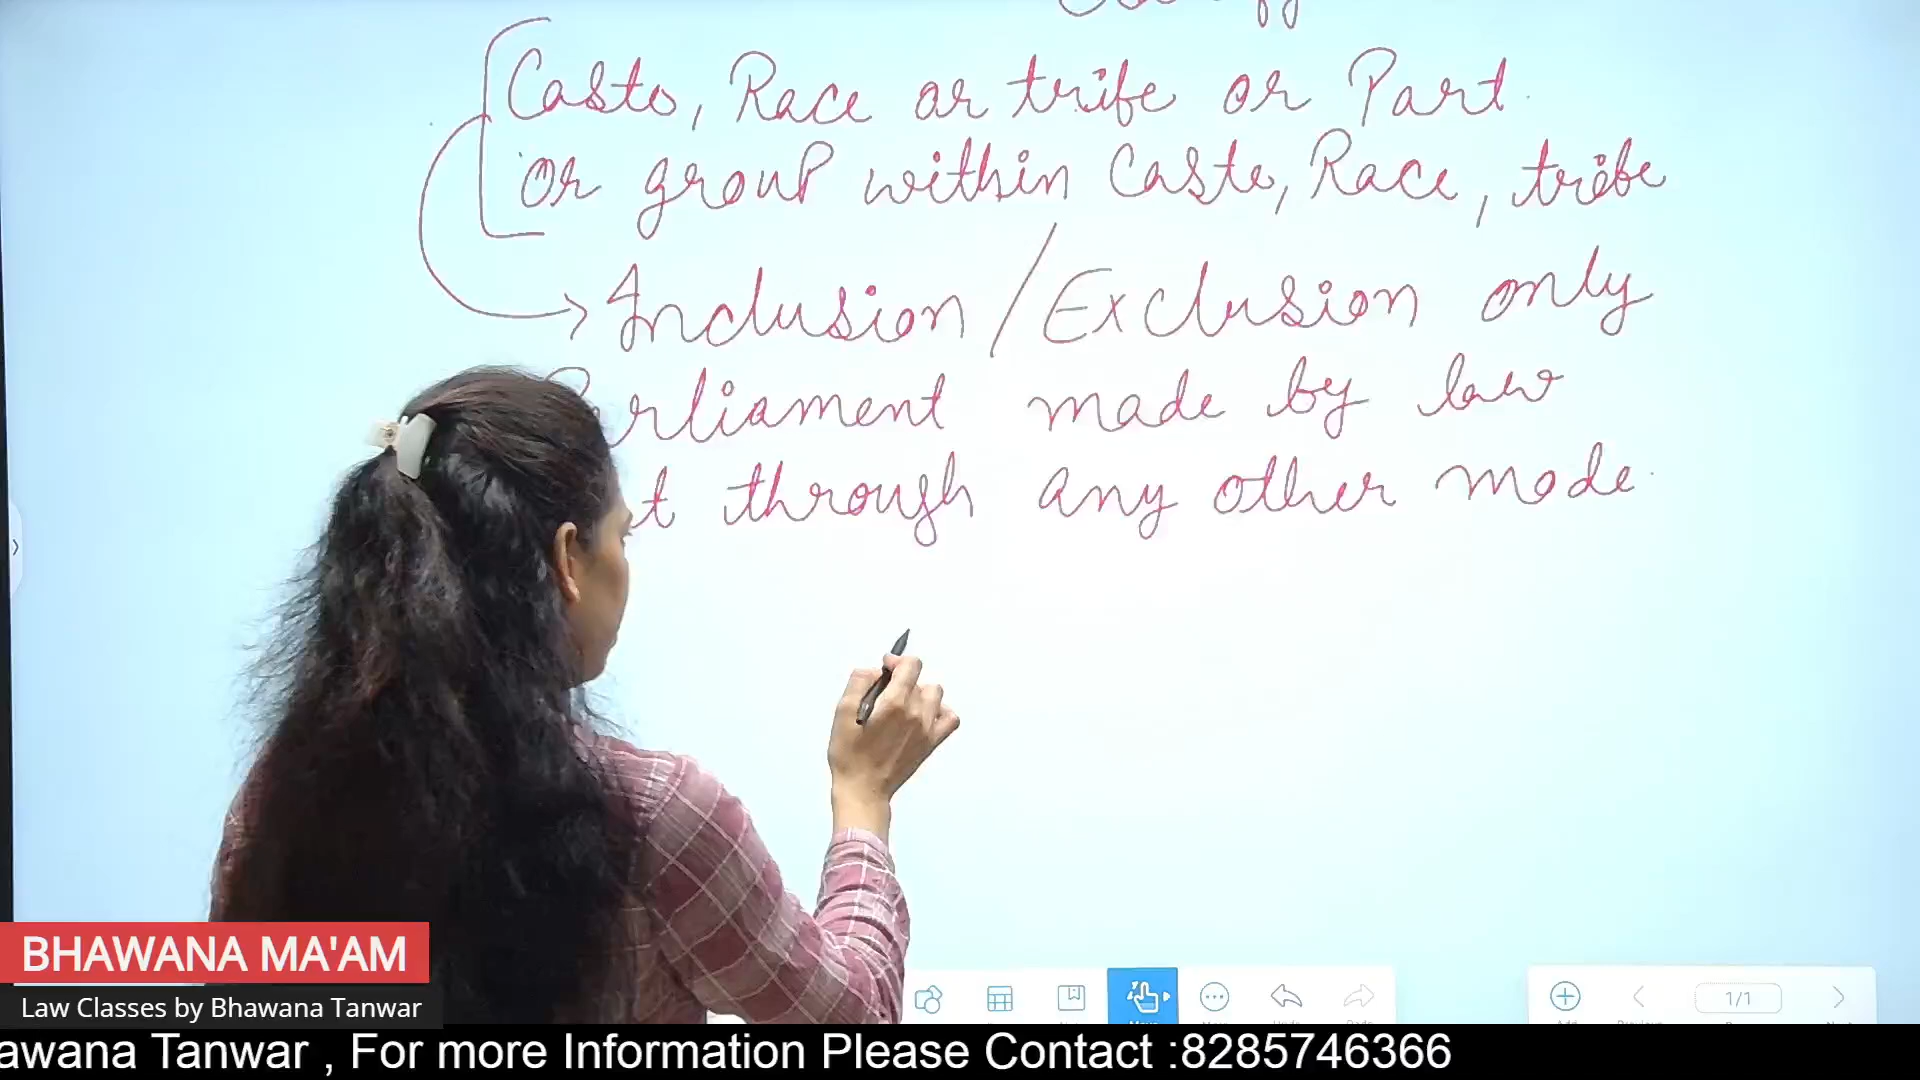 Caste, Race or tribe or Part
or group within Caste, Race, tribe
Inclusion / Exclusion only
Parliament made by law
through any other mode
BHAWANA MA'AM
Law Classes by Bhawana Tanwar
1/1
awana Tanwar , For more Information Please Contact :8285746366